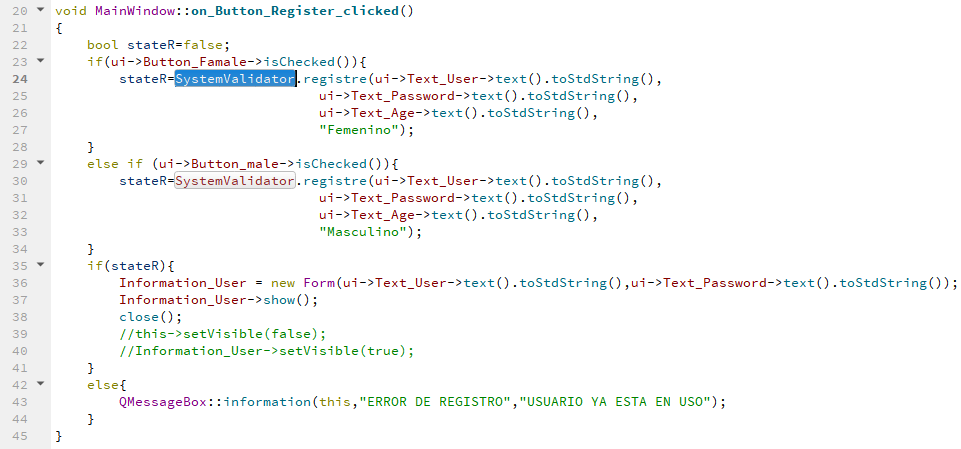 20 void MainWindow::on_Button_Register_clicked()
21 {
22     bool stateR=false;
23     if(ui->Button_Famale->isChecked()){
24         stateR=SystemValidator.registre(ui->Text_User->text().toStdString(),
25                                  ui->Text_Password->text().toStdString(),
26                                  ui->Text_Age->text().toStdString(),
27                                  "Femenino");
28     }
29     else if (ui->Button_male->isChecked()){
30         stateR=SystemValidator.registre(ui->Text_User->text().toStdString(),
31                                  ui->Text_Password->text().toStdString(),
32                                  ui->Text_Age->text().toStdString(),
33                                  "Masculino");
34     }
35     if(stateR){
36         Information_User = new Form(ui->Text_User->text().toStdString(),ui->Text_Password->text().toStdString());
37         Information_User->show();
38         close();
39         //this->setVisible(false);
40         //Information_User->setVisible(true);
41     }
42     else{
43         QMessageBox::information(this,"ERROR DE REGISTRO","USUARIO YA ESTA EN USO");
44     }
45 }